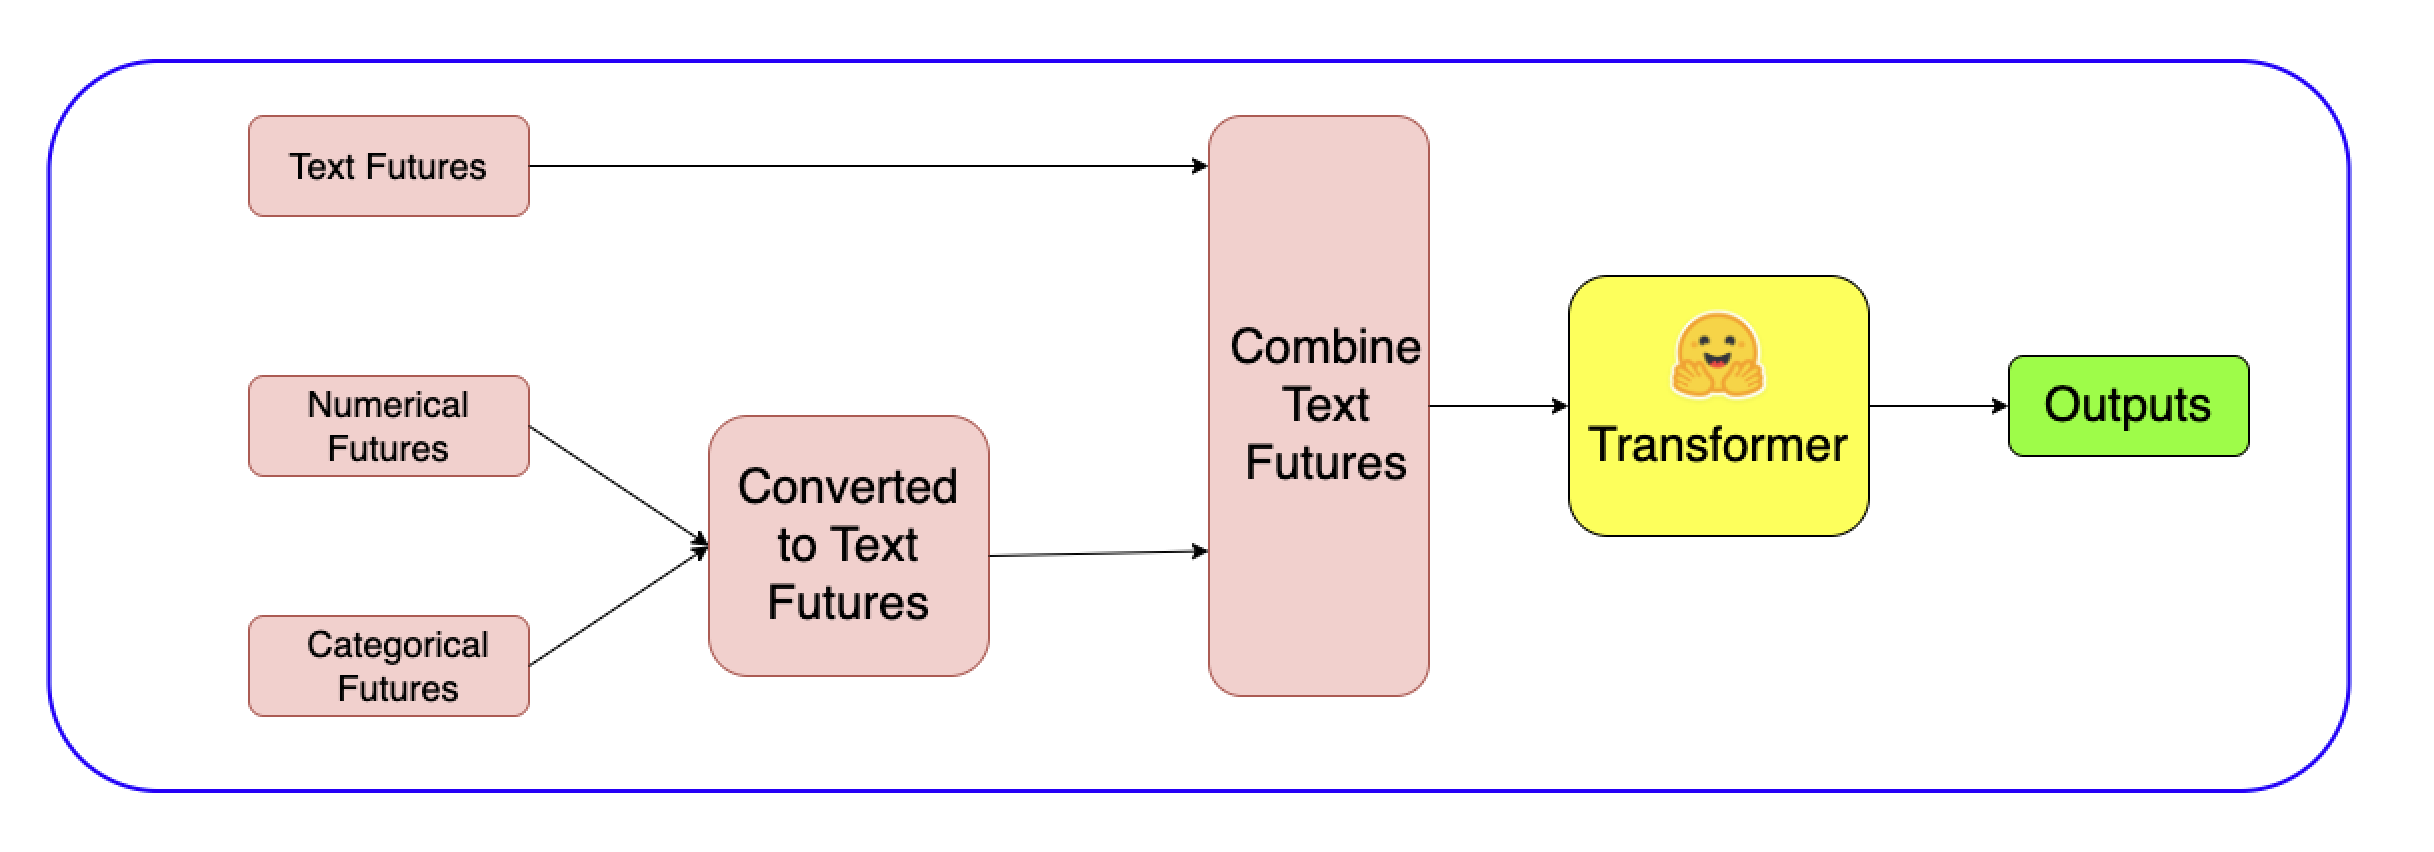 Text Futures
Numerical
Futures
Categorical
Futures
Converted
to Text
Futures
Combine
Text
Futures
Transformer
Outputs